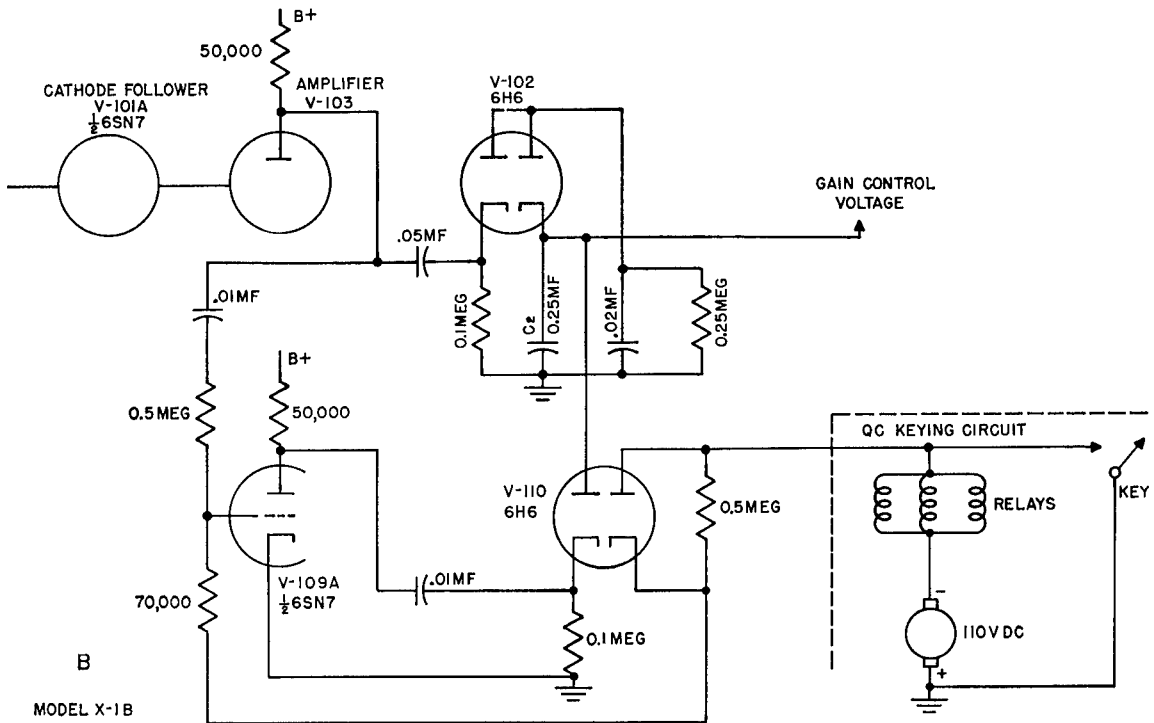 B+
50,000
CATHODE FOLLOWER
V-101A
½6SN7
AMPLIFIER
V-103
V-102
6H6
GAIN CONTROL
VOLTAGE
.05MF
.01MF
0.1MEG
C2
0.25MF
.02MF
0.25MEG
B+
0.5MEG
50,000
QC KEYING CIRCUIT
V-110
6H6
0.5MEG
RELAYS
KEY
V-109A
½6SN7
.01MF
70,000
0.1MEG
-
110VDC
+
B
MODEL X-1B